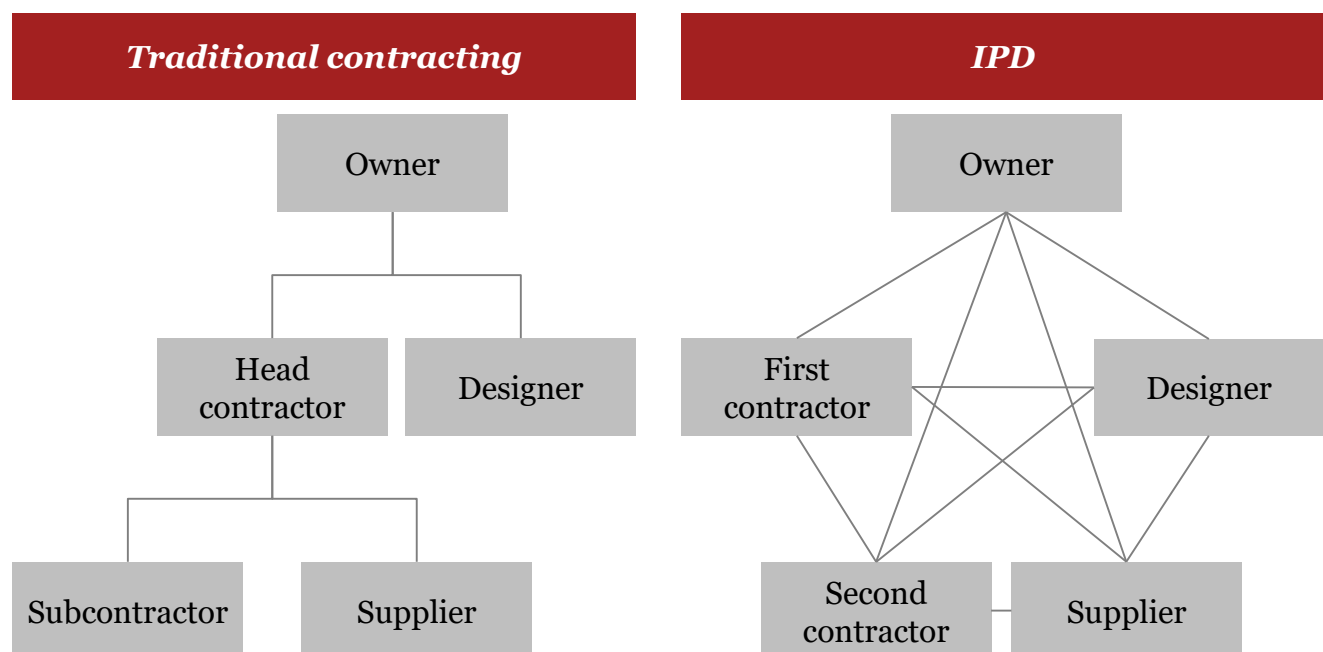 Traditional contracting
Owner
Head
contractor
Designer
Subcontractor
Supplier
IPD
Owner
First
contractor
Designer
Second
contractor
Supplier